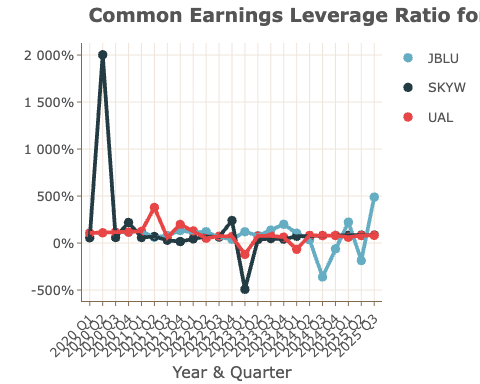 Common Earnings Leverage Ratio for
2 000%
1 500%
1 000%
500%
0%
-500%
JBLU
SKYW
UAL
2020 Q1
2020 Q2
2020 Q3
2020 Q4
2021 Q1
2021 Q2
2021 Q3
2021 Q4
2022 Q1
2022 Q2
2022 Q3
2022 Q4
2023 Q1
2023 Q2
2023 Q3
2023 Q4
2024 Q1
2024 Q2
2024 Q3
2024 Q4
2025 Q1
2025 Q2
2025 Q3
Year & Quarter